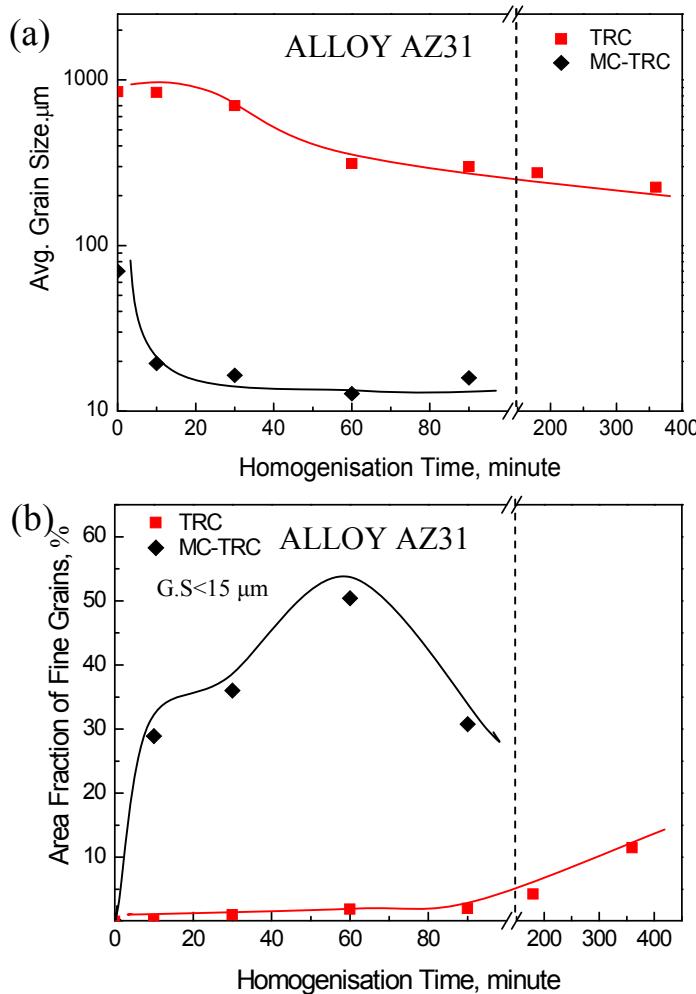 (a)
ALLOY AZ31
TRC
MC-TRC
1000
100
10
Avg. Grain Size.μm
0 20 40 60 80 200 300 400
Homogenisation Time, minute
(b)
TRC
MC-TRC
ALLOY AZ31
G.S<15 μm
60
50
40
30
20
10
Area Fraction of Fine Grains, %
0 20 40 60 80 200 300 400
Homogenisation Time, minute